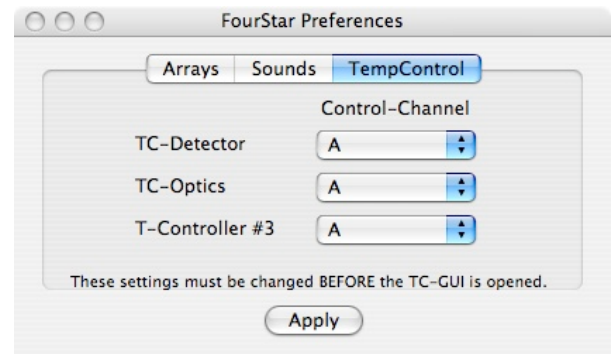 FourStar Preferences
Arrays Sounds TempControl
Control-Channel
TC-Detector A
TC-Optics A
T-Controller #3 A
These settings must be changed BEFORE the TC-GUI is opened.
Apply